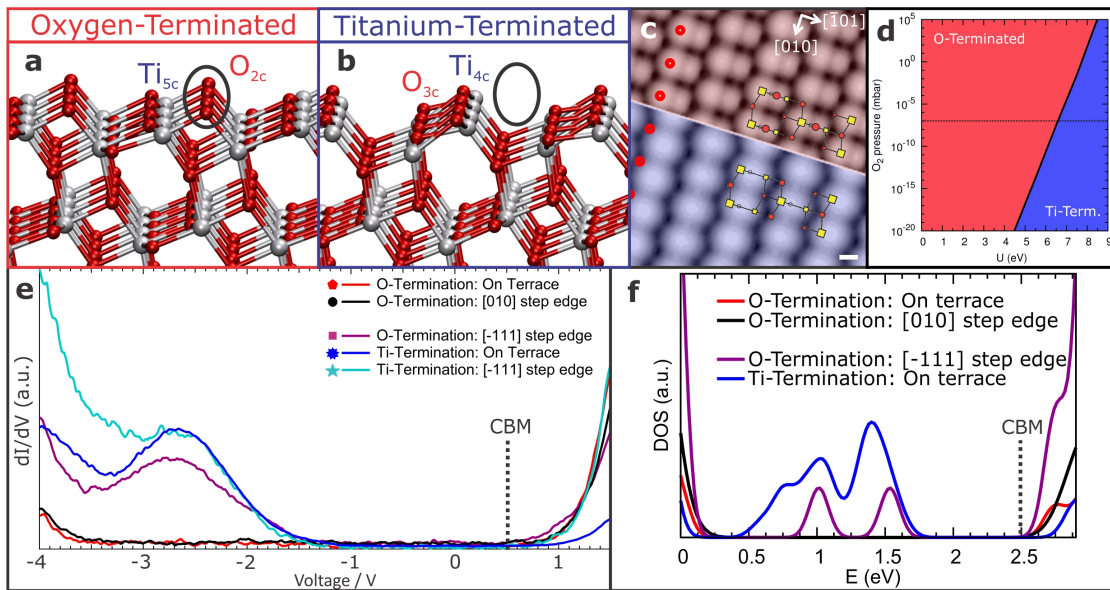 Oxygen-Terminated
Titanium-Terminated
a
Ti5c
O2c
b
O3c
Ti4c
c
[1̅01]
[010]
d
O2 pressure (mbar)
10^5
10^0
10^-5
10^-10
10^-15
10^-20
O-Terminated
Ti-Term.
0 1 2 3 4 5 6 7 8 9
U (eV)
e
O-Termination: On Terrace
O-Termination: [010] step edge
O-Termination: [-111] step edge
Ti-Termination: On Terrace
Ti-Termination: [-111] step edge
CBM
dI/dV (a.u.)
-4 -3 -2 -1 0 1
Voltage / V
f
O-Termination: On terrace
O-Termination: [010] step edge
O-Termination: [-111] step edge
Ti-Termination: On terrace
CBM
DOS (a.u.)
0 0.5 1 1.5 2 2.5
E (eV)